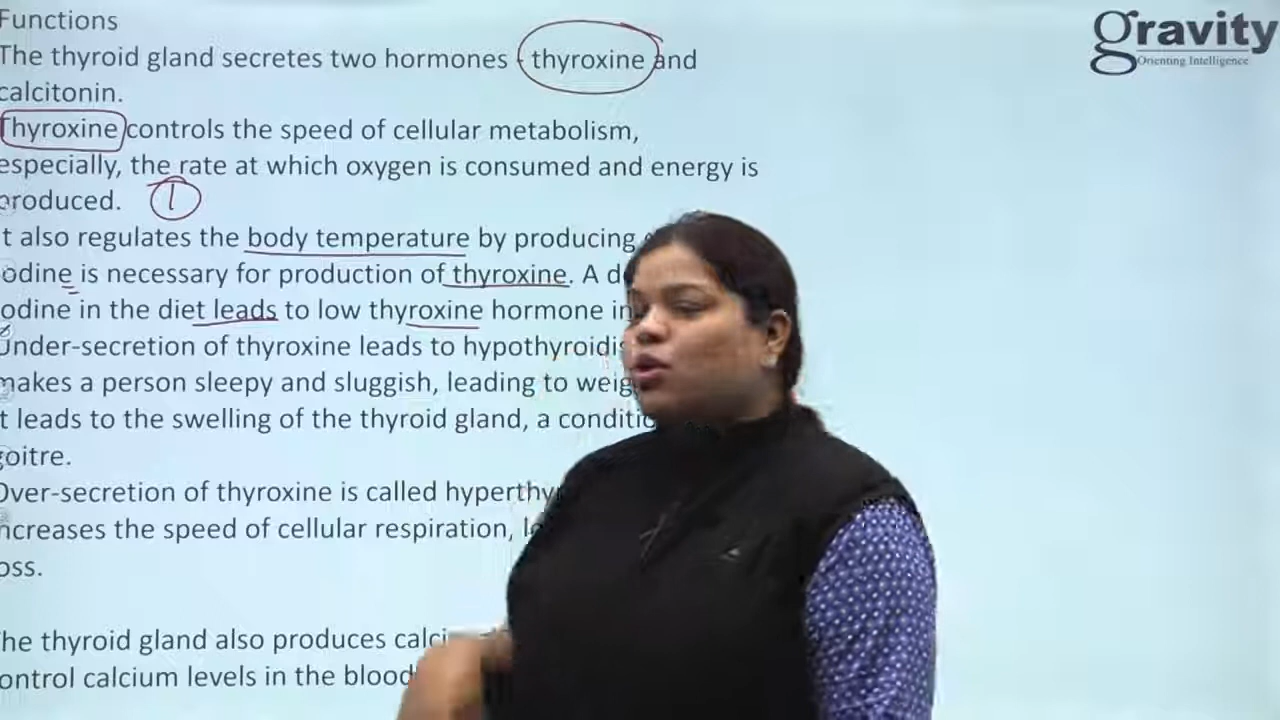 Functions
The thyroid gland secretes two hormones - thyroxine and
calcitonin.
Thyroxine controls the speed of cellular metabolism,
especially, the rate at which oxygen is consumed and energy is
produced. 1
It also regulates the body temperature by producing
odine is necessary for production of thyroxine. A d
odine in the diet leads to low thyroxine hormone in
Under-secretion of thyroxine leads to hypothyroidis
makes a person sleepy and sluggish, leading to weig
It leads to the swelling of the thyroid gland, a conditio
goitre.
Over-secretion of thyroxine is called hyperthy
ncreases the speed of cellular respiration, l
oss.
he thyroid gland also produces calci
ontrol calcium levels in the blood
gravity
Orienting Intelligence